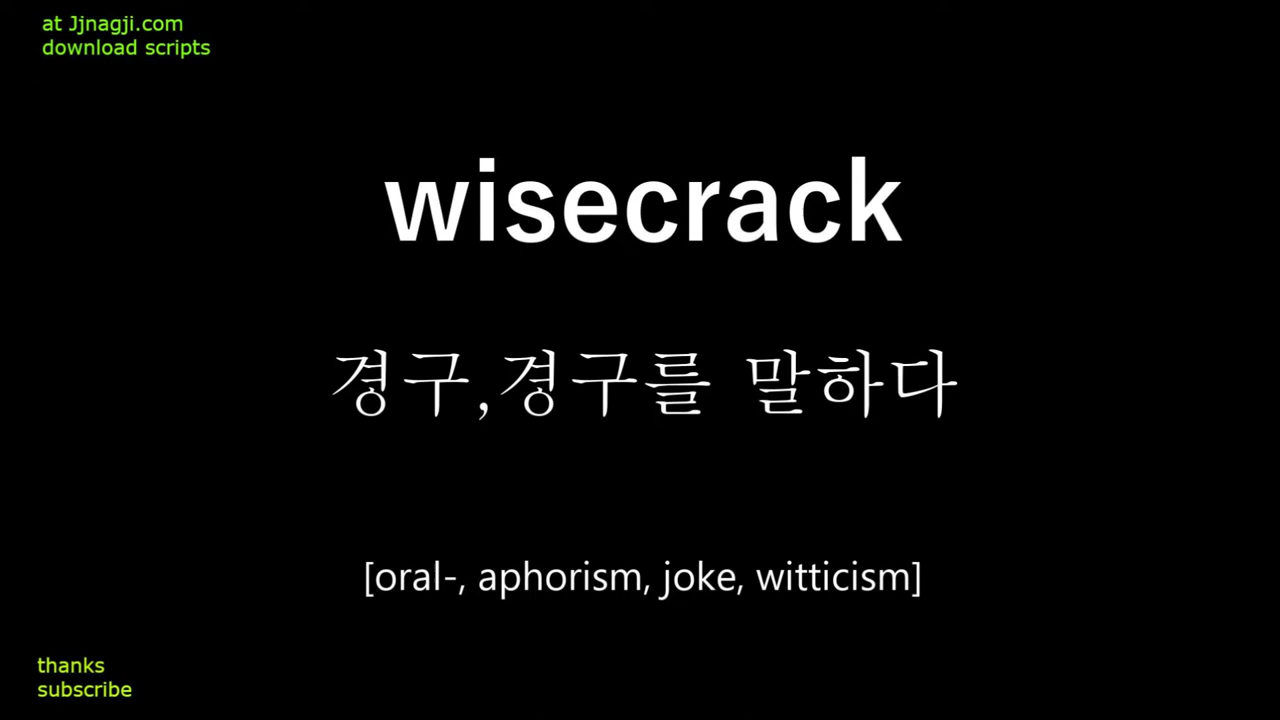 at Jjnagji.com
download scripts
wisecrack
경구,경구를 말하다
[oral-, aphorism, joke, witticism]
thanks
subscribe